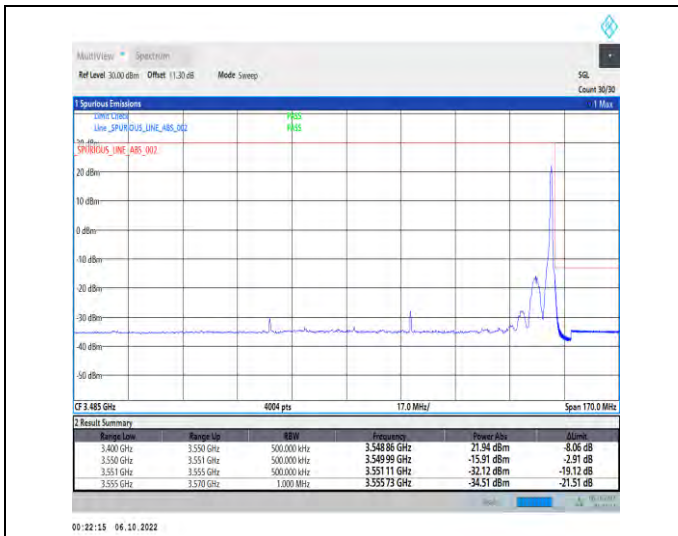 MultiView Spectrum
Ref Level 30.00 dBm Offset 11.30 dB Mode Sweep SGL
Count 30/30
1 Spurious Emissions 1 Max
Limit Check PASS
Line _SPURIOUS_LINE_ABS_002 PASS
_SPURIOUS_LINE_ABS_002
20 dBm
10 dBm
0 dBm
-10 dBm
-20 dBm
-30 dBm
-40 dBm
-50 dBm
CF 3.485 GHz 4004 pts 17.0 MHz/ Span 170.0 MHz
2 Result Summary
Range Low Range Up RBW Frequency Power Abs ΔLimit
3.400 GHz 3.550 GHz 500.000 kHz 3.548 86 GHz 21.94 dBm -8.06 dB
3.550 GHz 3.551 GHz 500.000 kHz 3.549 99 GHz -15.91 dBm -2.91 dB
3.551 GHz 3.555 GHz 500.000 kHz 3.551 11 GHz -32.12 dBm -19.12 dB
3.555 GHz 3.570 GHz 1.000 MHz 3.555 73 GHz -34.51 dBm -21.51 dB
00:22:15 06.10.2022